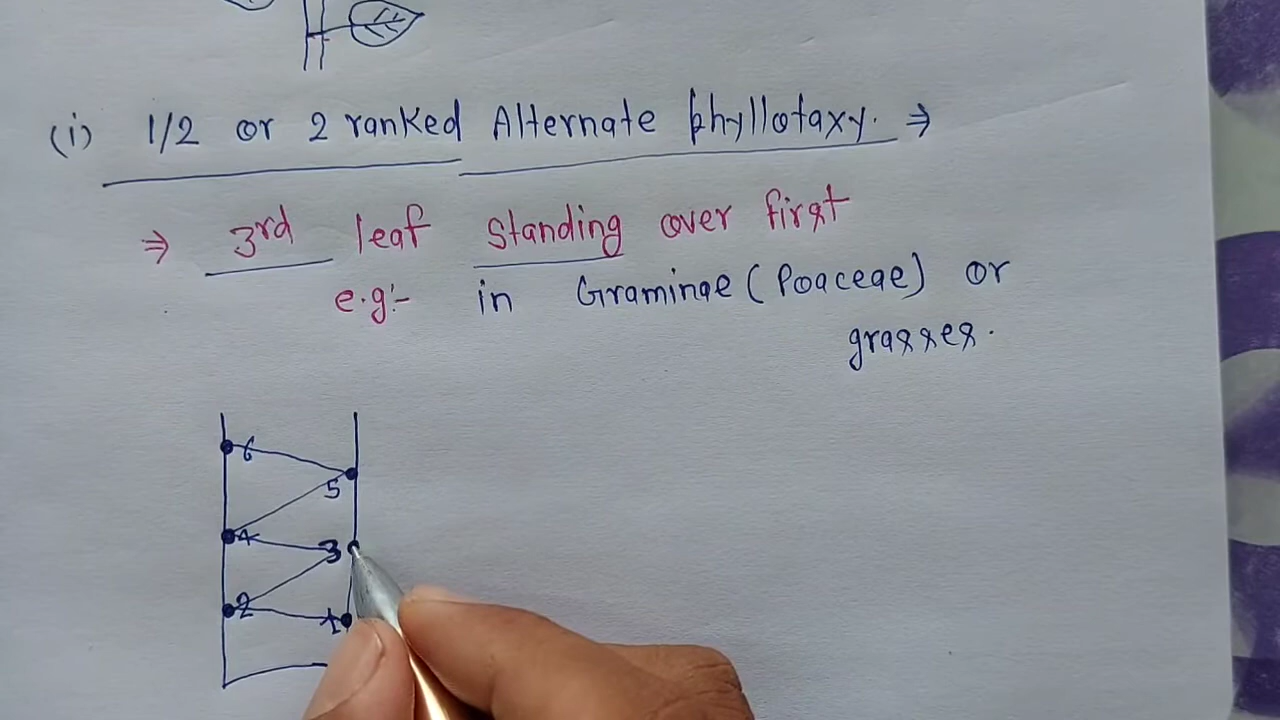 (i) 1/2 or 2 ranked Alternate phyllotaxy. ⇒
⇒ 3rd leaf standing over first
e.g:- in Graminae (Poaceae) or
grasses.
6
5
4
3
2
1